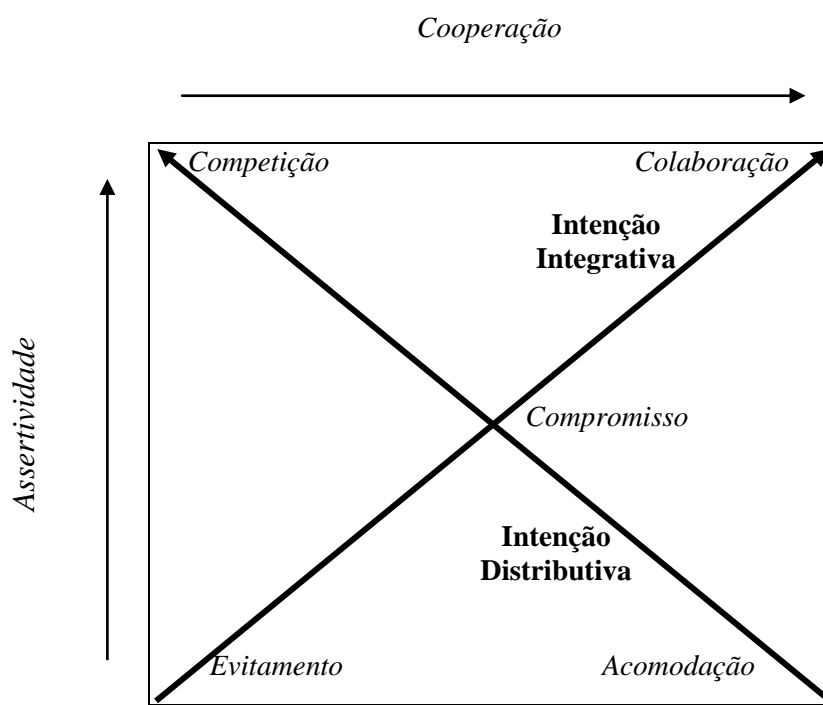 Cooperação
Competição
Colaboração
Intenção
Integrativa
Assertividade
Compromisso
Intenção
Distributiva
Evitamento
Acomodação